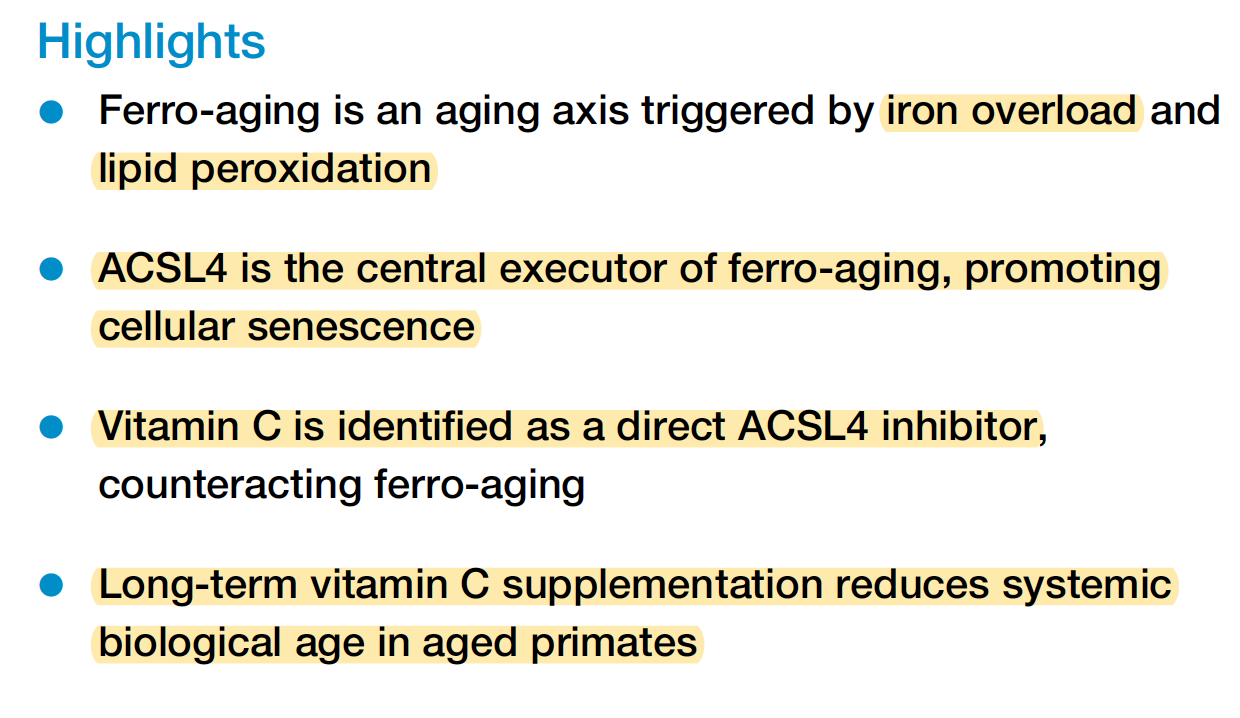 Highlights
● Ferro-aging is an aging axis triggered by iron overload and
lipid peroxidation
● ACSL4 is the central executor of ferro-aging, promoting
cellular senescence
● Vitamin C is identified as a direct ACSL4 inhibitor,
counteracting ferro-aging
● Long-term vitamin C supplementation reduces systemic
biological age in aged primates